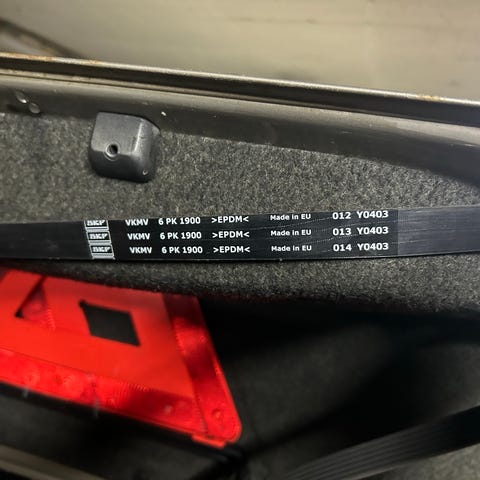 SKF VKMV 6 PK 1900 >EPDM< Made in EU 012 Y0403
SKF VKMV 6 PK 1900 >EPDM< Made in EU 013 Y0403
SKF VKMV 6 PK 1900 >EPDM< Made in EU 014 Y0403